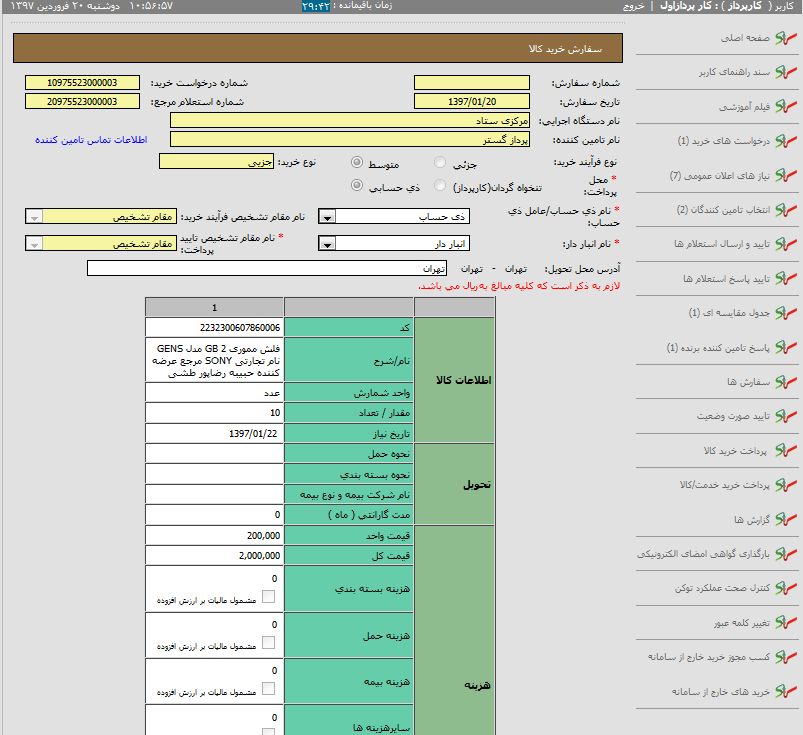 کاربر ( کارپرداز ) : کار پردازاول | خروج
زمان باقیمانده : ۲۹:۴۲
۱۰:۵۶:۵۷ دوشنبه ۲۰ فروردین ۱۳۹۷
صفحه اصلی
سند راهنمای کاربر
فیلم آموزشی
درخواست های خرید (1)
نیاز های اعلان عمومی (7)
انتخاب تامین کنندگان (2)
تایید و ارسال استعلام ها
تایید پاسخ استعلام ها
جدول مقایسه ای (1)
پاسخ تامین کننده برنده (1)
سفارش ها
تایید صورت وضعیت
پرداخت خرید کالا
پرداخت خرید خدمت/کالا
گزارش ها
بارگذاری گواهی امضای الکترونیکی
کنترل صحت عملکرد توکن
تغییر کلمه عبور
کسب مجوز خرید خارج از سامانه
خرید های خارج از سامانه
سفارش خرید کالا
شماره سفارش: شماره درخواست خرید: 10975523000003
تاریخ سفارش: 1397/01/20 شماره استعلام مرجع: 20975523000003
نام دستگاه اجرایی: مرکزی ستاد
نام تامین کننده: پرداز گستر اطلاعات تماس تامین کننده
نوع فرآیند خرید: جزئی متوسط نوع خرید: جزیی
* محل پرداخت: تنخواه گردان(کارپرداز) ذي حسابي
* نام ذي حساب/عامل ذي حساب: ذی حساب نام مقام تشخیص فرآیند خرید: مقام تشخیص
* نام انبار دار: انبار دار * نام مقام تشخیص تایید پرداخت: مقام تشخیص
آدرس محل تحویل: تهران - تهران تهران
لازم به ذکر است که کلیه مبالغ به ریال می باشد.
1
اطلاعات کالا
کد 2232300607860006
نام/شرح فلش مموری 2 GB مدل GENS
نام تجارتی SONY مرجع عرضه
کننده حبیبه رضاپور طشی
واحد شمارش عدد
مقدار / تعداد 10
تاریخ نیاز 1397/01/22
تحویل
نحوه حمل
نحوه بسته بندي
نام شرکت بیمه و نوع بیمه
مدت گارانتي ( ماه ) 0
هزینه
قیمت واحد 200,000
قیمت کل 2,000,000
هزینه بسته بندي 0
مشمول مالیات بر ارزش افزوده
هزینه حمل 0
مشمول مالیات بر ارزش افزوده
هزینه بیمه 0
مشمول مالیات بر ارزش افزوده
سایرهزینه ها 0